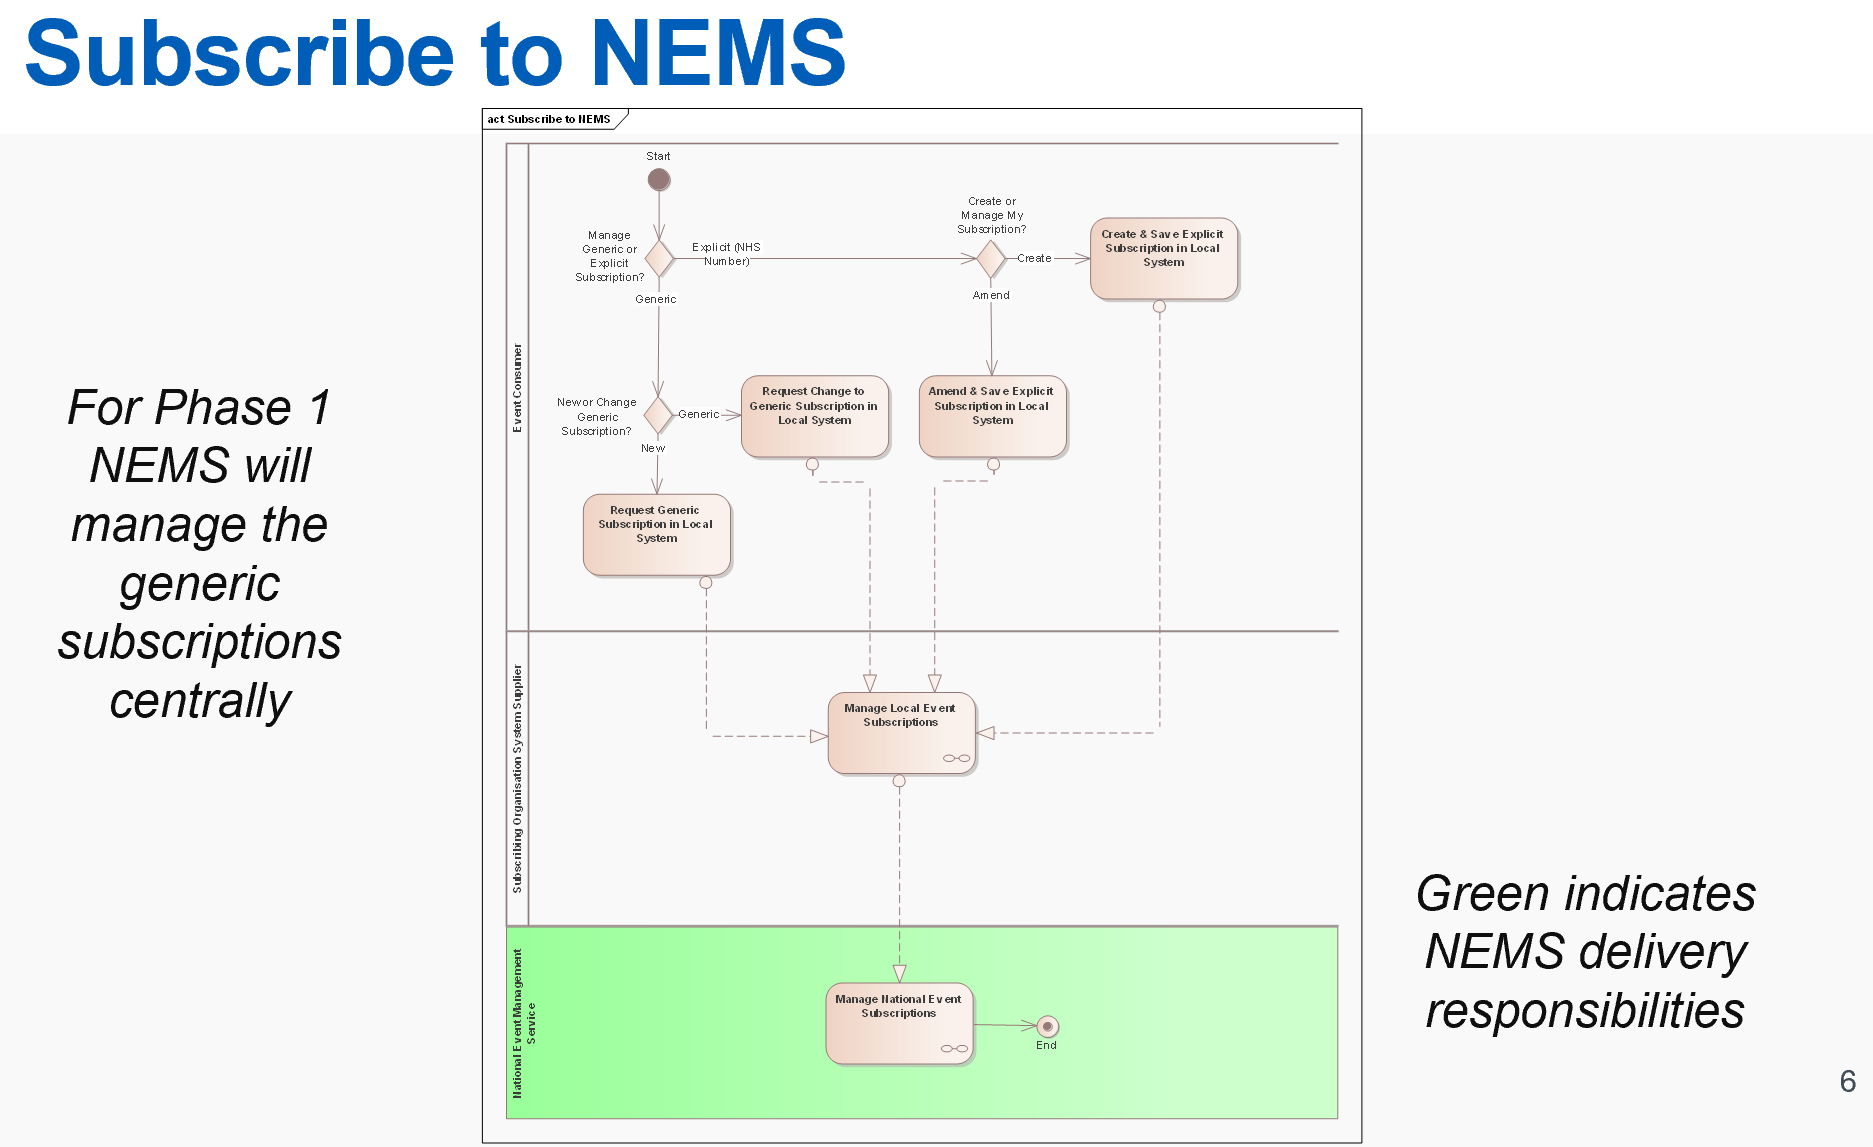 Subscribe to NEMS
act Subscribe to NEMS
Start
Manage
Generic or
Explicit
Subscription?
Explicit (NHS
Number)
Create or
Manage My
Subscription?
Create
Create & Save Explicit
Subscription in Local
System
Generic
Amend
Event Consumer
New or Change
Generic
Subscription?
Generic
Request Change to
Generic Subscription in
Local System
Amend & Save Explicit
Subscription in Local
System
New
Request Generic
Subscription in Local
System
For Phase 1
NEMS will
manage the
generic
subscriptions
centrally
Subscribing Organisation System Supplier
Manage Local Event
Subscriptions
National Event Management
Service
Manage National Event
Subscriptions
End
Green indicates
NEMS delivery
responsibilities
6